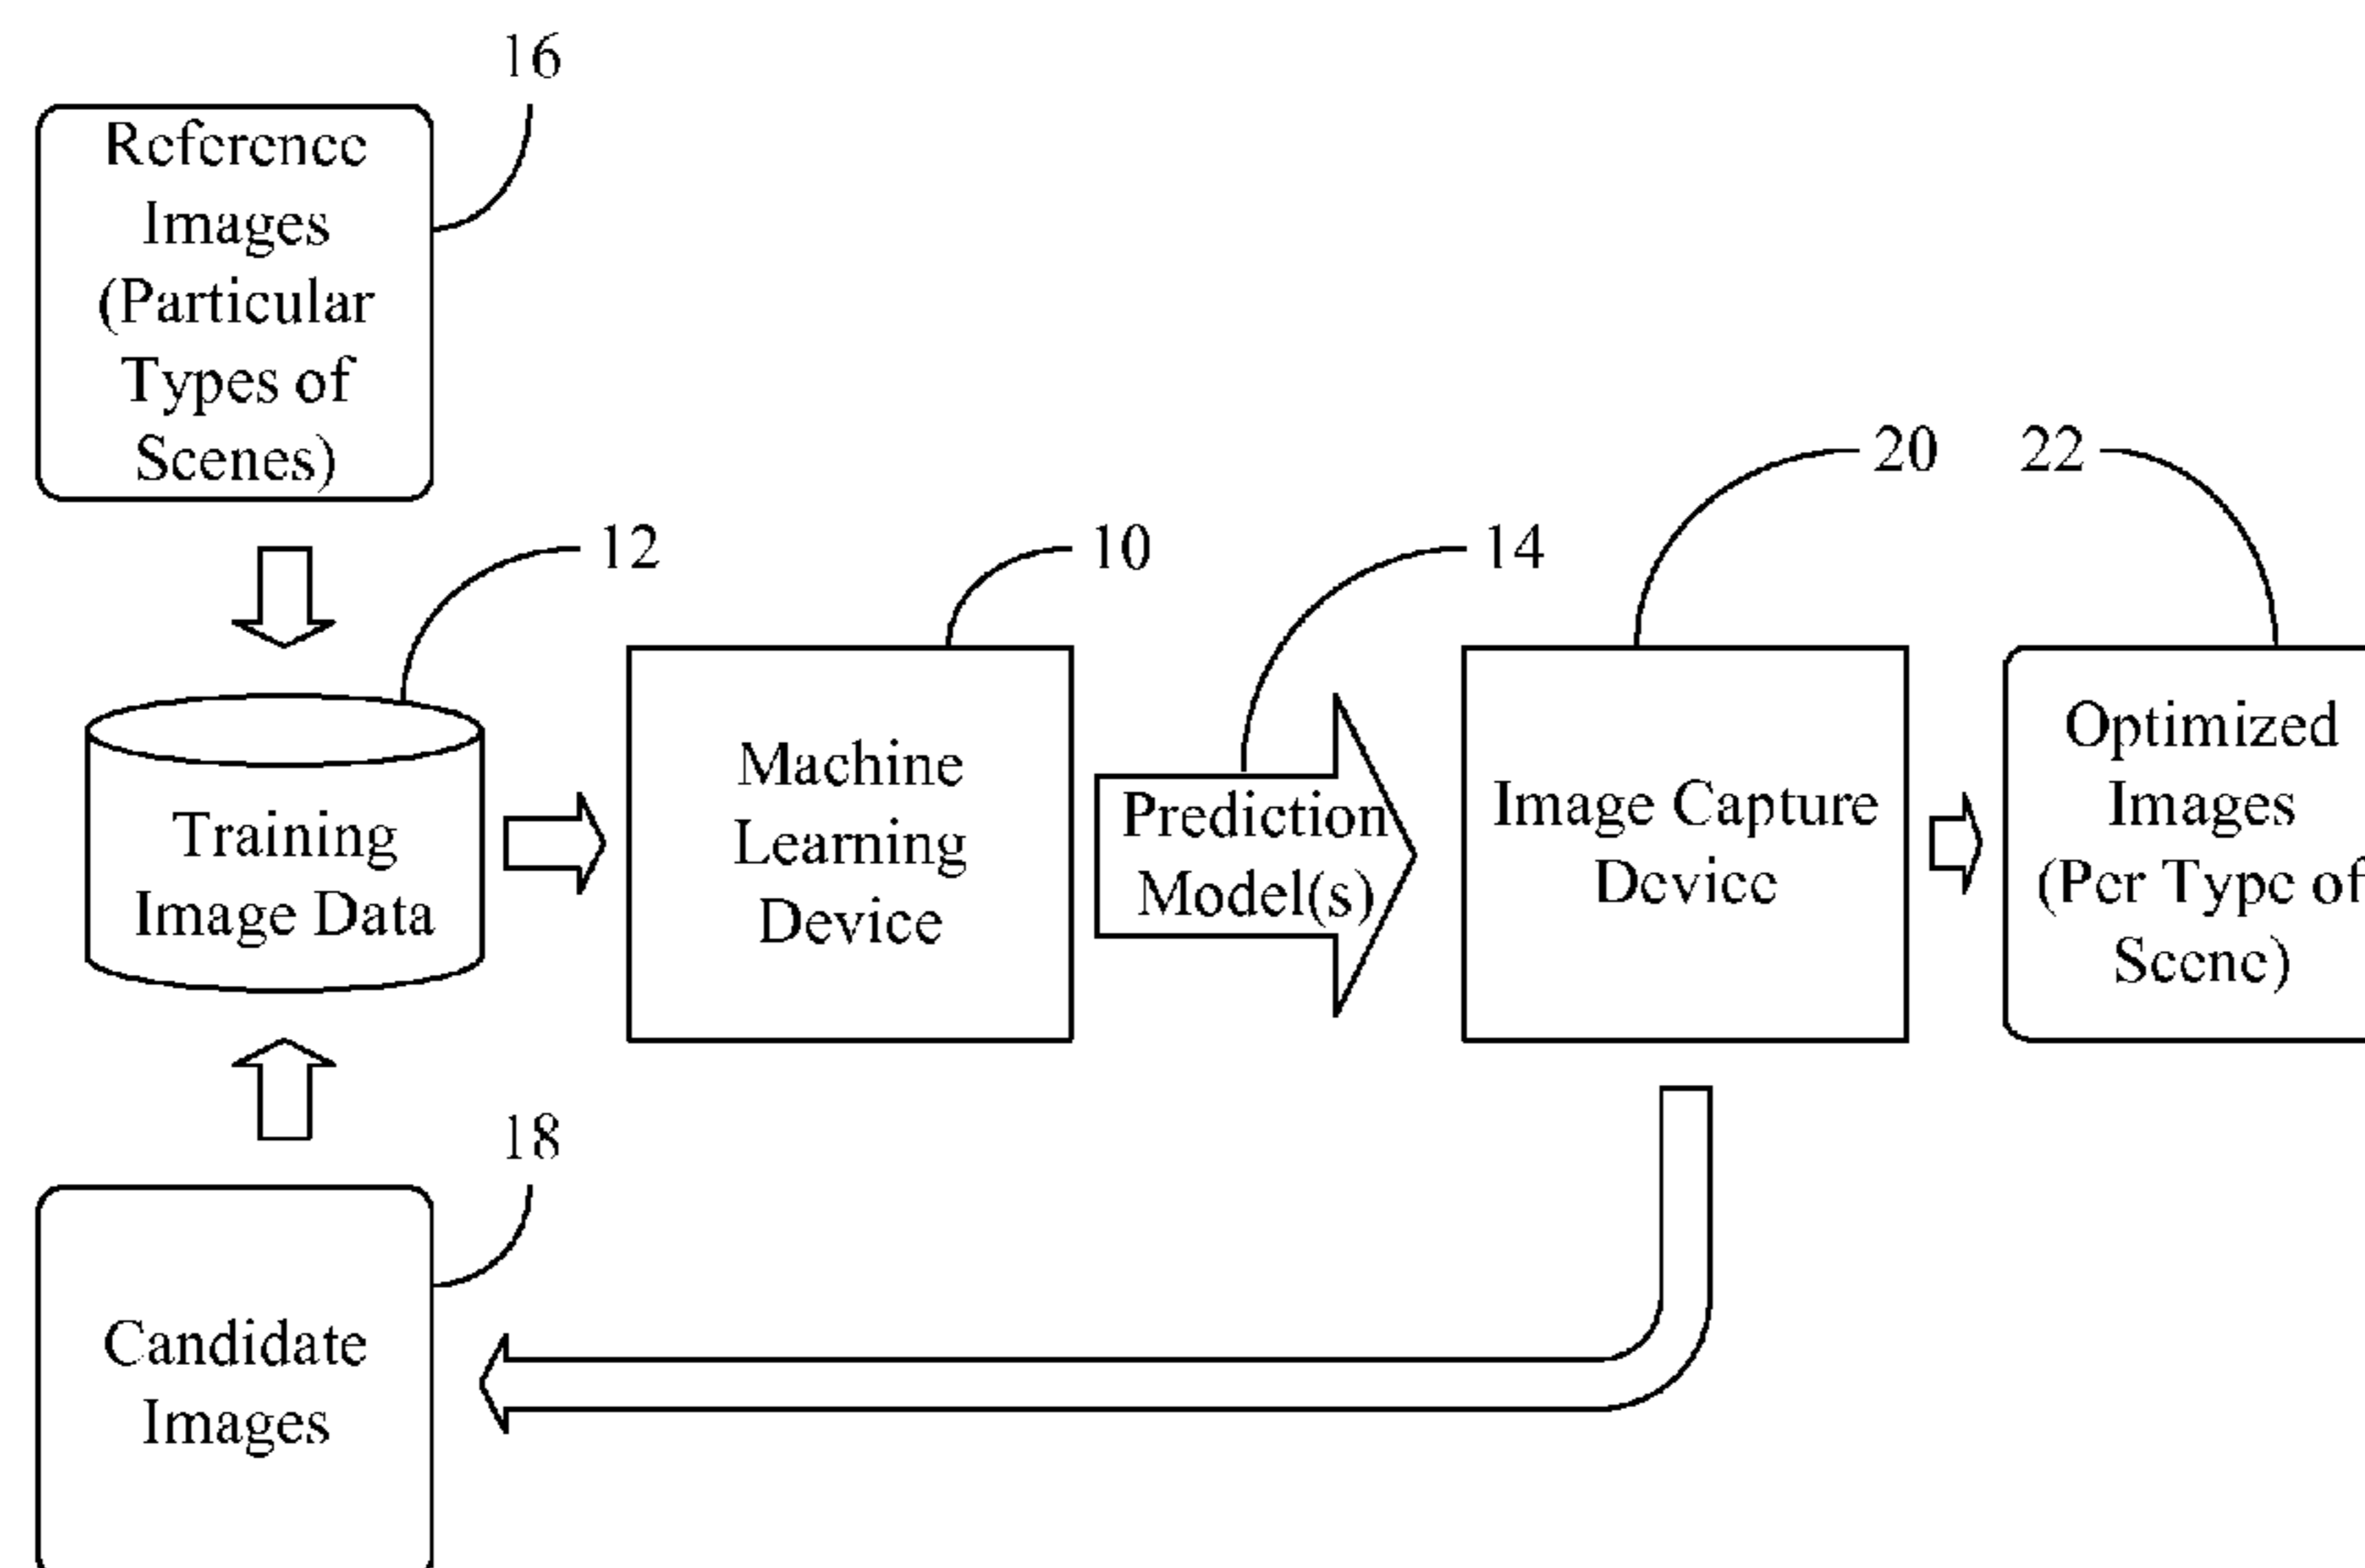 16
Reference
Images
(Particular
Types of
Scenes)
12
10
14
20
22
Training
Image Data
Machine
Learning
Device
Prediction
Model(s)
Image Capture
Device
Optimized
Images
(Per Type of
Scene)
18
Candidate
Images